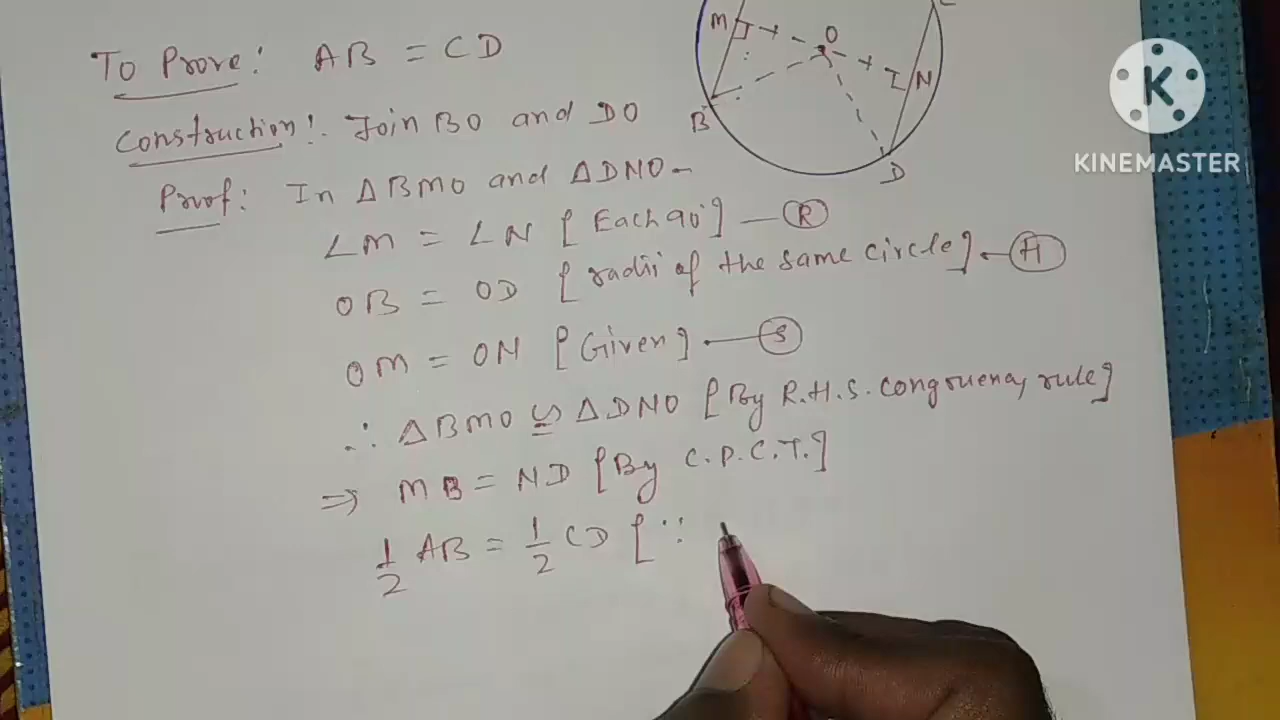 To Prove: AB = CD
Construction: Join BO and DO
Proof: In ΔBMO and ΔDNO-
∠M = ∠N [Each 90°] — (R)
OB = OD [radii of the same circle] — (H)
OM = ON [Given] — (S)
∴ ΔBMO ≅ ΔDNO [By R.H.S. congruency rule]
⇒ MB = ND [By C.P.C.T.]
1/2 AB = 1/2 CD [∵
M
O
N
B
D
K
KINEMASTER